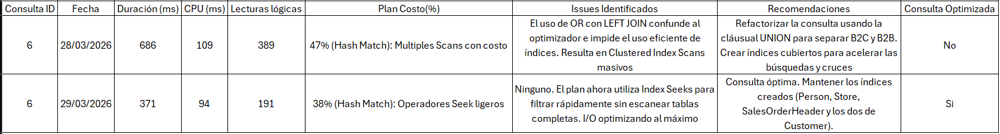 Consulta ID Fecha Duración (ms) CPU (ms) Lecturas lógicas Plan Costo(%) Issues Identificados Recomendaciones Consulta Optimizada
6 28/03/2026 686 109 389 47% (Hash Match): Multiples Scans con costo
El uso de OR con LEFT JOIN confunde al
optimizador e impide el uso eficiente de
índices. Resulta en Clustered Index Scans
masivos
Refactorizar la consulta usando la
cláusual UNION para separar B2C y B2B.
Crear índices cubiertos para acelerar las
búsquedas y cruces
No
6 29/03/2026 371 94 191 38% (Hash Match): Operadores Seek ligeros
Ninguno. El plan ahora utiliza Index Seeks para
filtrar rápidamente sin escanear tablas
completas. I/O optimizando al máximo
Consulta óptima. Mantener los índices
creados (Person, Store,
SalesOrderHeader y los dos de
Customer).
Si